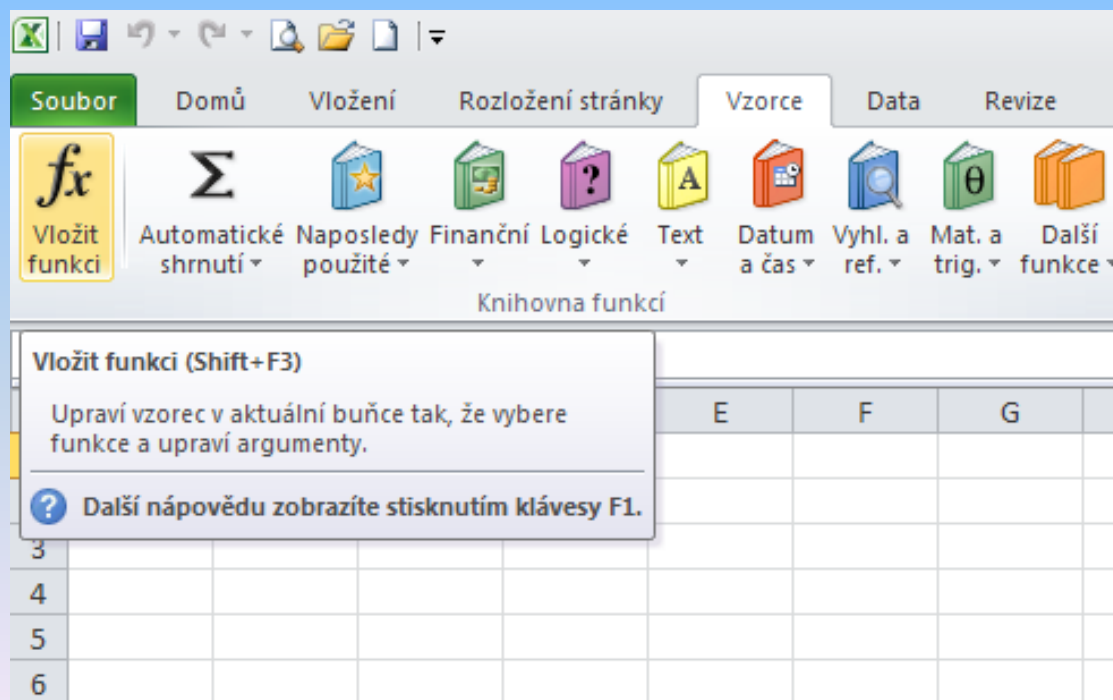 Soubor Domů Vložení Rozložení stránky Vzorce Data Revize
fx Σ ? A θ
Vložit Automatické Naposledy Finanční Logické Text Datum Vyhl. a Mat. a Další
funkci shrnutí použité a čas ref. trig. funkce
Knihovna funkcí
Vložit funkci (Shift+F3)
Upraví vzorec v aktuální buňce tak, že vybere
funkce a upraví argumenty.
? Další nápovědu zobrazíte stisknutím klávesy F1.
E F G
3
4
5
6